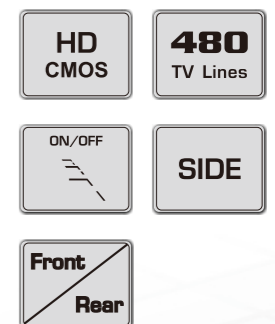 HD
CMOS
480
TV Lines
ON/OFF
SIDE
Front
Rear